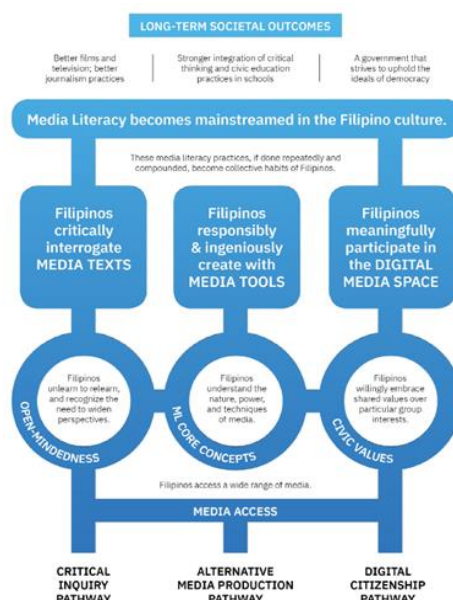 LONG-TERM SOCIETAL OUTCOMES
Better films and
television; better
journalism practices
Stronger integration of critical
thinking and civic education
practices in schools
A government that
strives to uphold the
ideals of democracy
Media Literacy becomes mainstreamed in the Filipino culture.
These media literacy practices, if done repeatedly and
compounded, become collective habits of Filipinos.
Filipinos
critically
interrogate
MEDIA TEXTS
Filipinos
responsibly
& ingeniously
create with
MEDIA TOOLS
Filipinos
meaningfully
participate in
the DIGITAL
MEDIA SPACE
Filipinos
unlearn to relearn,
and recognize the
need to widen
perspectives.
OPEN-MINDEDNESS
Filipinos
understand the
nature, power,
and techniques
of media.
ML CORE CONCEPTS
Filipinos
willingly embrace
shared values over
particular group
interests.
CIVIC VALUES
Filipinos access a wide range of media.
MEDIA ACCESS
CRITICAL
INQUIRY
PATHWAY
ALTERNATIVE
MEDIA PRODUCTION
PATHWAY
DIGITAL
CITIZENSHIP
PATHWAY